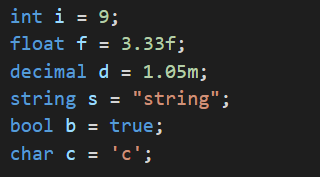 int i = 9;
float f = 3.33f;
decimal d = 1.05m;
string s = "string";
bool b = true;
char c = 'c';